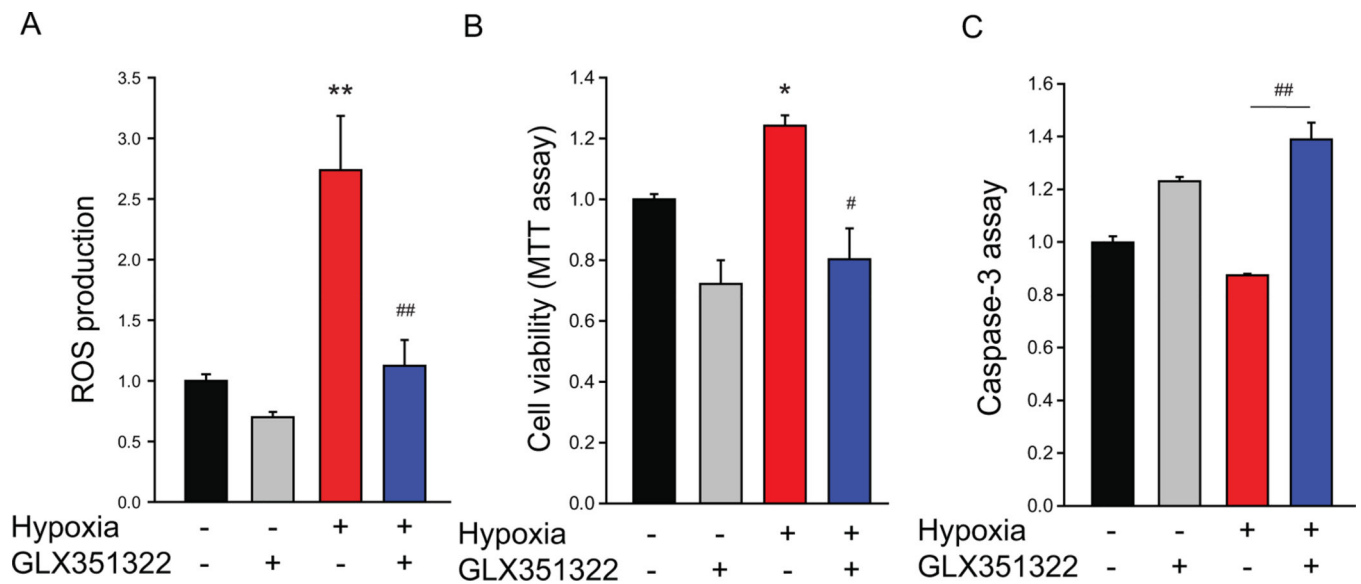 A
B
C
ROS production
3.5
3.0
2.5
2.0
1.5
1.0
0.5
0.0
**
##
Hypoxia - - + +
GLX351322 - + - +
Cell viability (MTT assay)
1.4
1.2
1.0
0.8
0.6
0.4
0.2
0.0
*
#
Hypoxia - - + +
GLX351322 - + - +
Caspase-3 assay
1.6
1.4
1.2
1.0
0.8
0.6
0.4
0.2
0.0
##
Hypoxia - - + +
GLX351322 - + - +